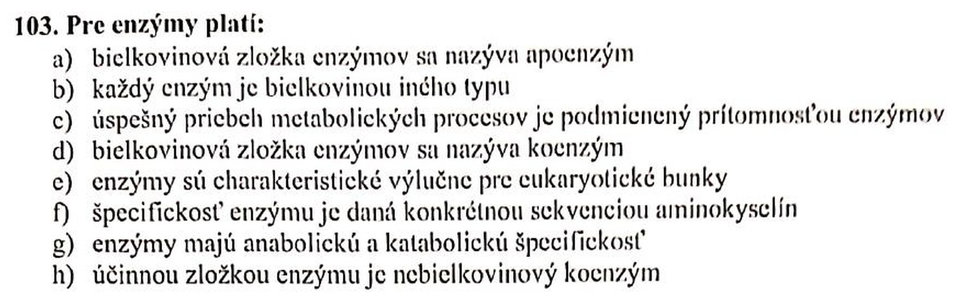 103. Pre enzýmy platí:
a) bielkovinová zložka enzýmov sa nazýva apoenzým
b) každý enzým je bielkovinou iného typu
c) úspešný priebeh metabolických procesov je podmienený prítomnosťou enzýmov
d) bielkovinová zložka enzýmov sa nazýva koenzým
e) enzýmy sú charakteristické výlučne pre eukaryotické bunky
f) špecifickosť enzýmu je daná konkrétnou sekvenciou aminokyselín
g) enzýmy majú anabolickú a katabolickú špecifickosť
h) účinnou zložkou enzýmu je nebielkovinový koenzým